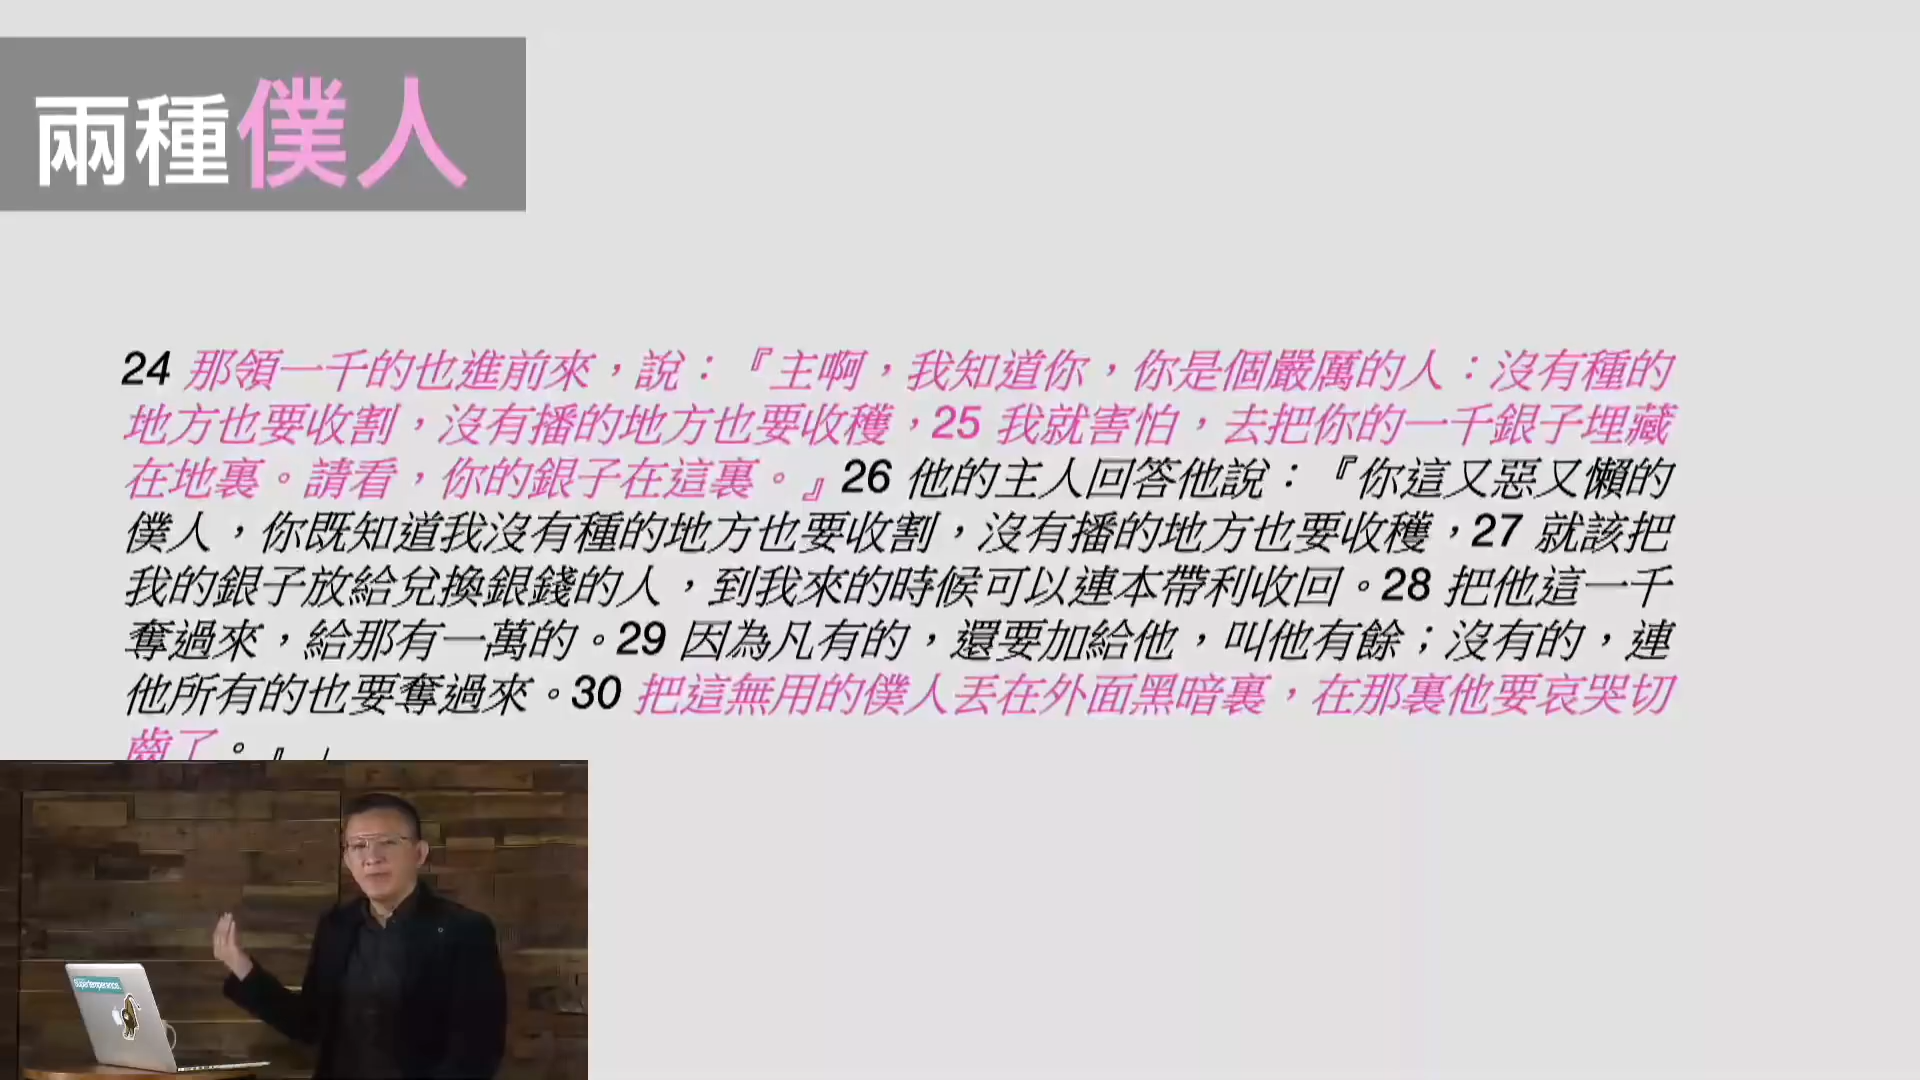 兩種僕人
24 那領一千的也進前來，說：『主啊，我知道你，你是個嚴厲的人：沒有種的
地方也要收割，沒有播的地方也要收穫，25 我就害怕，去把你的一千銀子埋藏
在地裏。請看，你的銀子在這裏。』26 他的主人回答他說：『你這又惡又懶的
僕人，你既知道我沒有種的地方也要收割，沒有播的地方也要收穫，27 就該把
我的銀子放給兌換銀錢的人，到我來的時候可以連本帶利收回。28 把他這一千
奪過來，給那有一萬的。29 因為凡有的，還要加給他，叫他有餘；沒有的，連
他所有的也要奪過來。30 把這無用的僕人丟在外面黑暗裏，在那裏他要哀哭切
齒了。』」